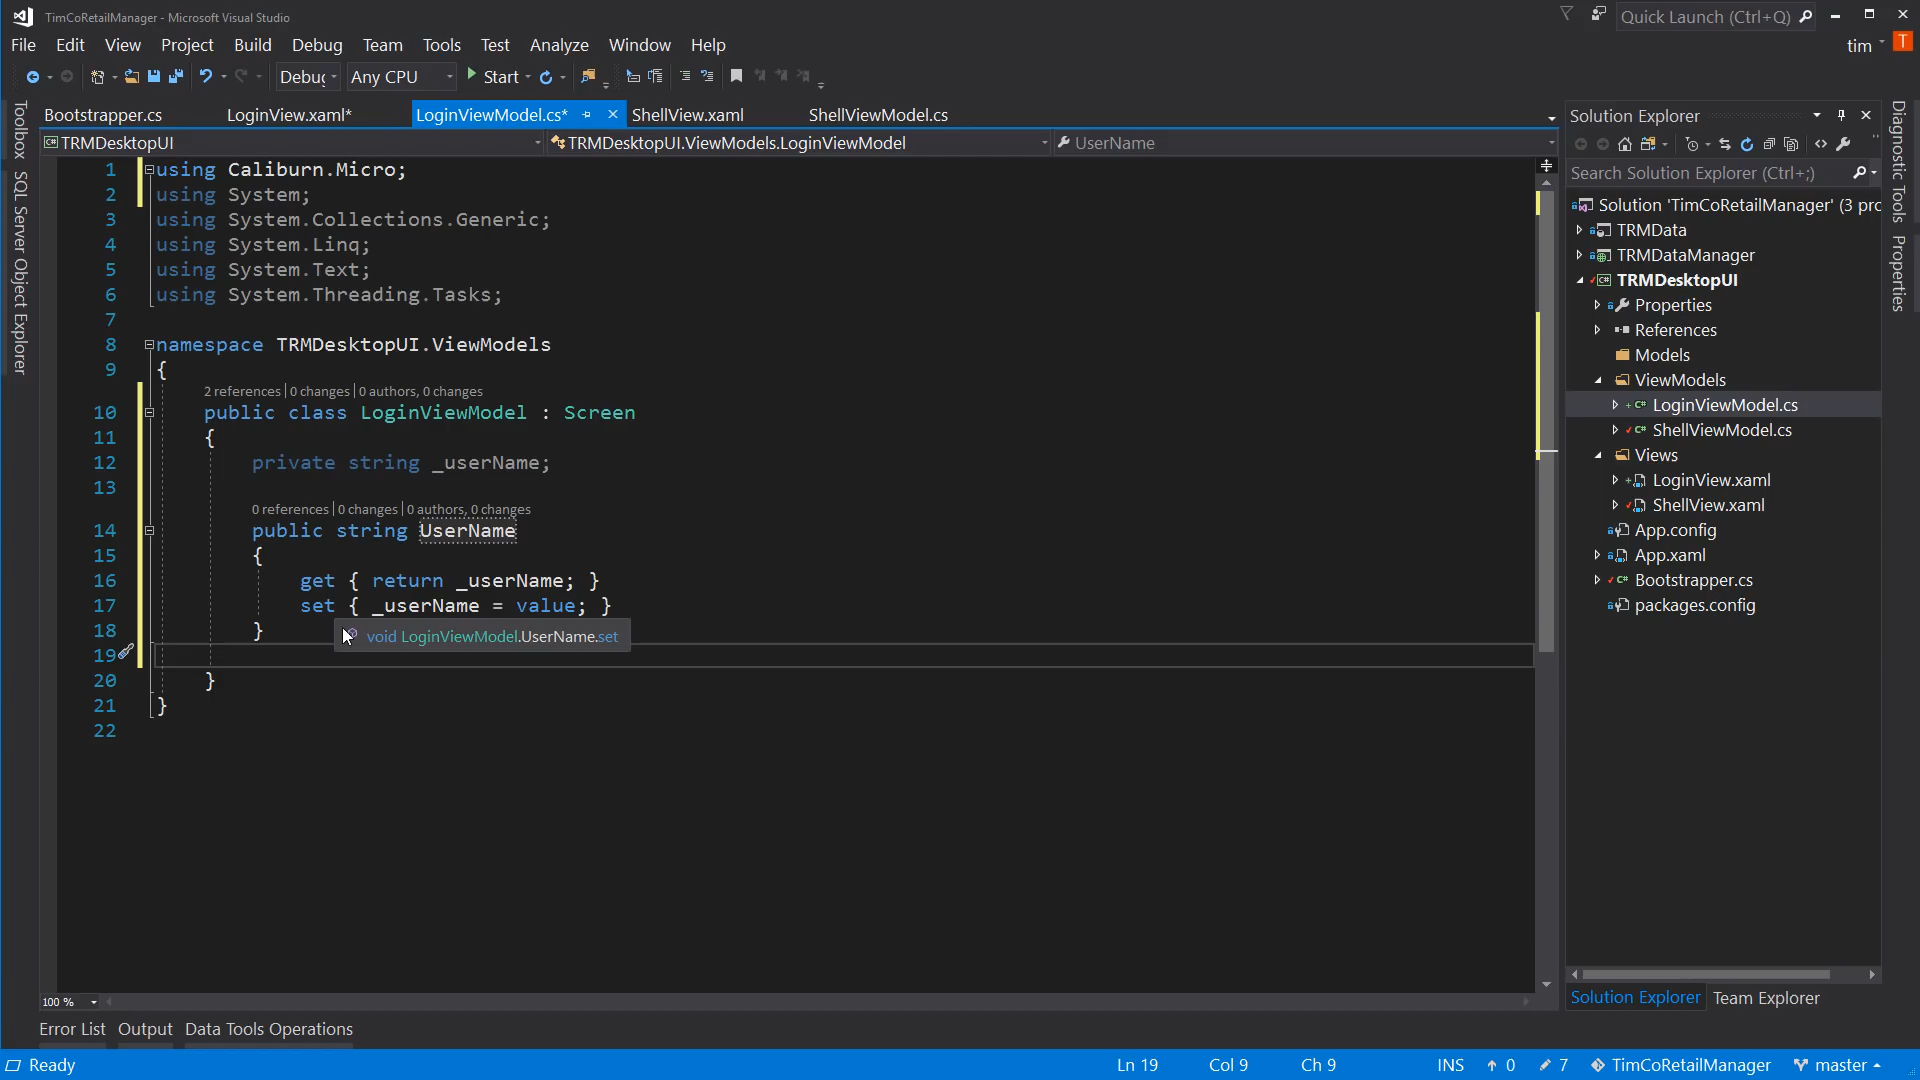 TimCoRetailManager - Microsoft Visual Studio
Quick Launch (Ctrl+Q)
File Edit View Project Build Debug Team Tools Test Analyze Window Help
tim T
Debug Any CPU Start
Bootstrapper.cs LoginView.xaml* LoginViewModel.cs* ShellView.xaml ShellViewModel.cs
TRMDesktopUI TRMDesktopUI.ViewModels.LoginViewModel UserName
Toolbox
SQL Server Object Explorer
1 using Caliburn.Micro;
2 using System;
3 using System.Collections.Generic;
4 using System.Linq;
5 using System.Text;
6 using System.Threading.Tasks;
7
8 namespace TRMDesktopUI.ViewModels
9 {
2 references | 0 changes | 0 authors, 0 changes
10 public class LoginViewModel : Screen
11 {
12 private string _userName;
13
0 references | 0 changes | 0 authors, 0 changes
14 public string UserName
15 {
16 get { return _userName; }
17 set { _userName = value; }
18 }
void LoginViewModel.UserName.set
19
20 }
21 }
22
100 %
Solution Explorer
Search Solution Explorer (Ctrl+;)
Solution 'TimCoRetailManager' (3 pro
TRMData
TRMDataManager
TRMDesktopUI
Properties
References
Models
ViewModels
LoginViewModel.cs
ShellViewModel.cs
Views
LoginView.xaml
ShellView.xaml
App.config
App.xaml
Bootstrapper.cs
packages.config
Solution Explorer Team Explorer
Diagnostic Tools
Properties
Error List Output Data Tools Operations
Ready Ln 19 Col 9 Ch 9 INS 0 7 TimCoRetailManager master